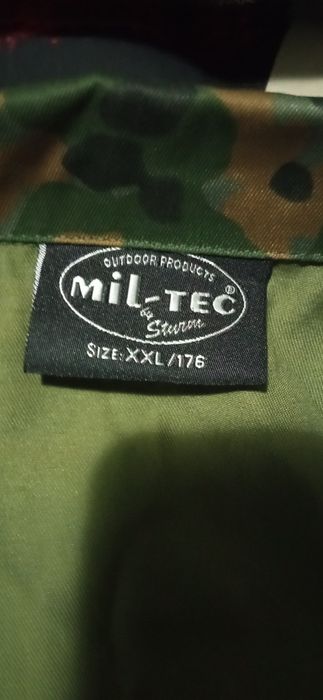 OUTDOOR PRODUCTS
MiL-TEC®
by Sturm
SIZE: XXL/176